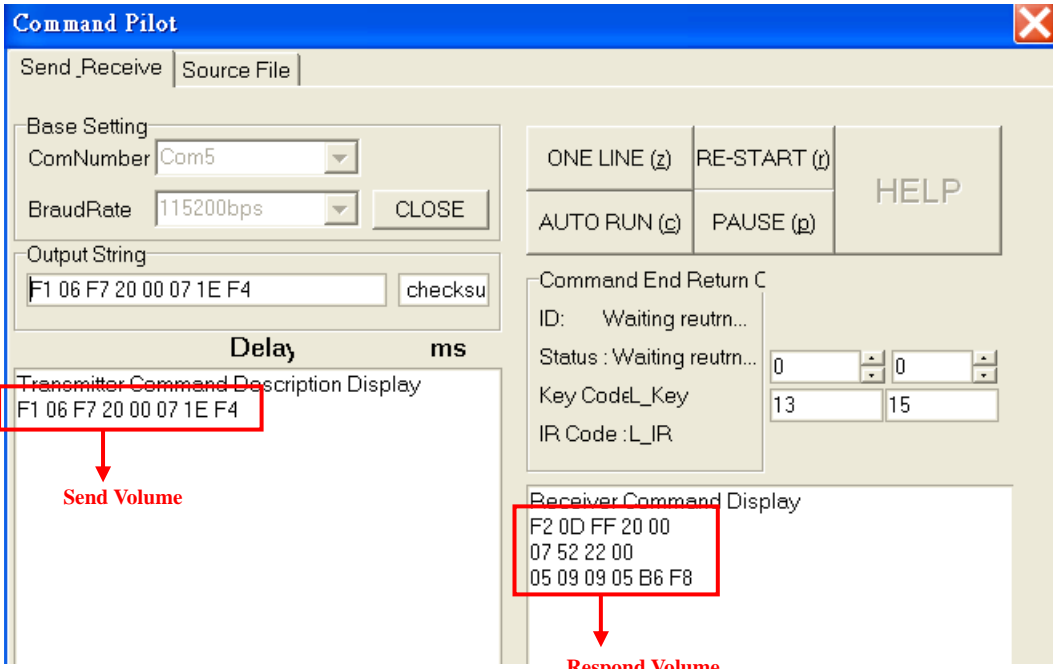 Command Pilot
Send_Receive
Source File
Base Setting
ComNumber Com5
BraudRate 115200bps CLOSE
Output String
F1 06 F7 20 00 07 1E F4 checksu
Delay ms
Transmitter Command Description Display
F1 06 F7 20 00 07 1E F4
Send Volume
ONE LINE (z) RE-START (r)
HELP
AUTO RUN (c) PAUSE (p)
Command End Return C
ID: Waiting reutrn...
Status : Waiting reutrn... 0 0
Key Code L_Key 13 15
IR Code :L_IR
Receiver Command Display
F2 0D FF 20 00
07 52 22 00
05 09 09 05 B6 F8
Respond Volume